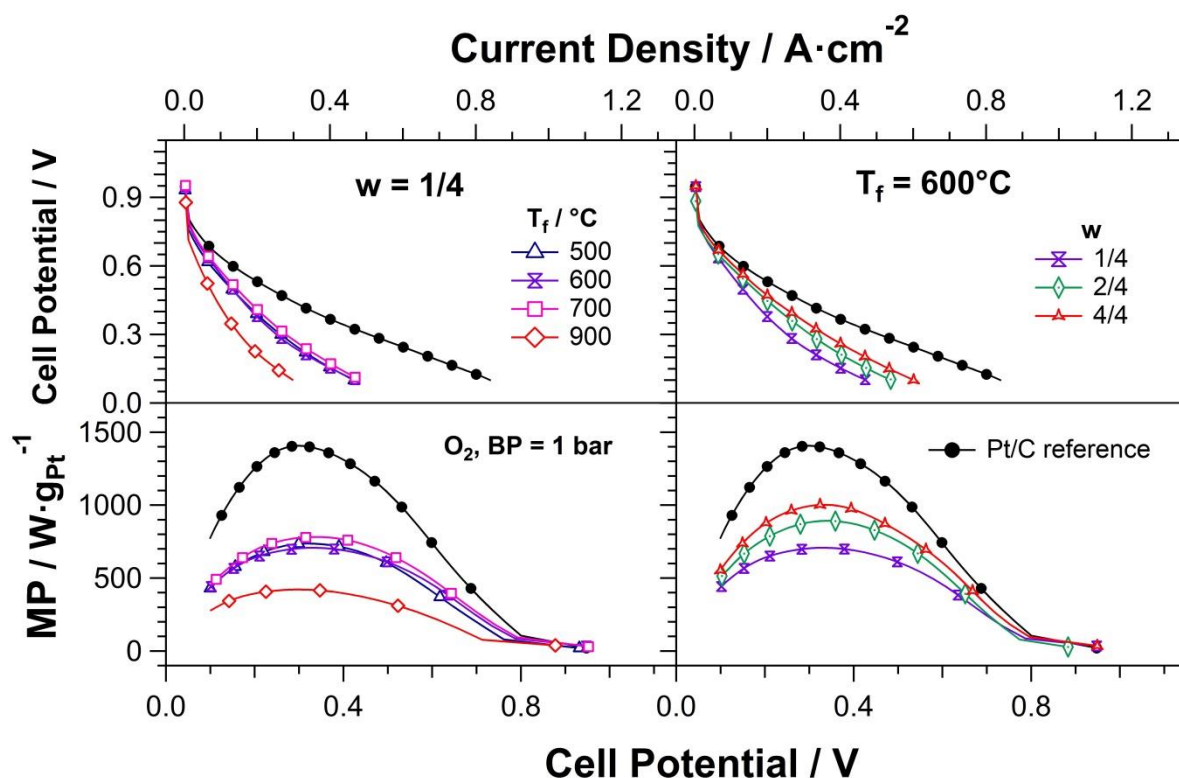 Current Density / A·cm⁻²
0.0 0.4 0.8 1.2 0.0 0.4 0.8 1.2
Cell Potential / V
0.9
0.6
0.3
0.0
w = 1/4
T_f / °C
500
600
700
900
T_f = 600°C
w
1/4
2/4
4/4
MP / W·g_Pt⁻¹
1500
1000
500
0
O₂, BP = 1 bar
Pt/C reference
0.0 0.4 0.8 0.0 0.4 0.8
Cell Potential / V